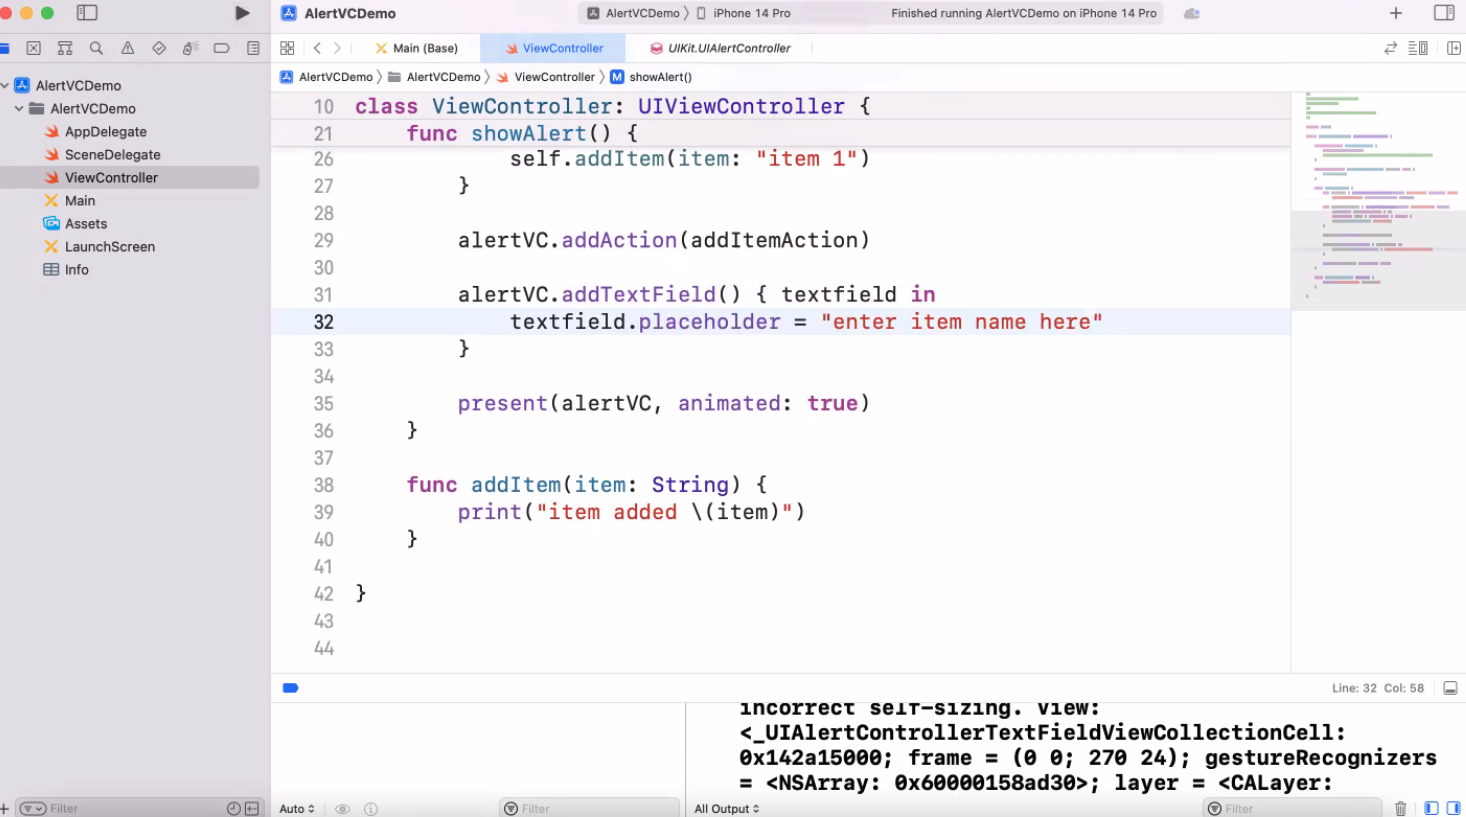 AlertVCDemo
AlertVCDemo 〉 iPhone 14 Pro
Finished running AlertVCDemo on iPhone 14 Pro
Main (Base)
ViewController
UIKit.UIAlertController
AlertVCDemo 〉 AlertVCDemo 〉 ViewController 〉 M showAlert()
AlertVCDemo
AlertVCDemo
AppDelegate
SceneDelegate
ViewController
Main
Assets
LaunchScreen
Info
10 class ViewController: UIViewController {
21 func showAlert() {
26 self.addItem(item: "item 1")
27 }
28
29 alertVC.addAction(addItemAction)
30
31 alertVC.addTextField() { textfield in
32 textfield.placeholder = "enter item name here"
33 }
34
35 present(alertVC, animated: true)
36 }
37
38 func addItem(item: String) {
39 print("item added \(item)")
40 }
41
42 }
43
44
Line: 32 Col: 58
incorrect self-sizing. View:
<_UIAlertControllerTextFieldViewCollectionCell:
0x142a15000; frame = (0 0; 270 24); gestureRecognizers
= <NSArray: 0x60000158ad30>; layer = <CALayer:
Filter
Auto
Filter
All Output
Filter